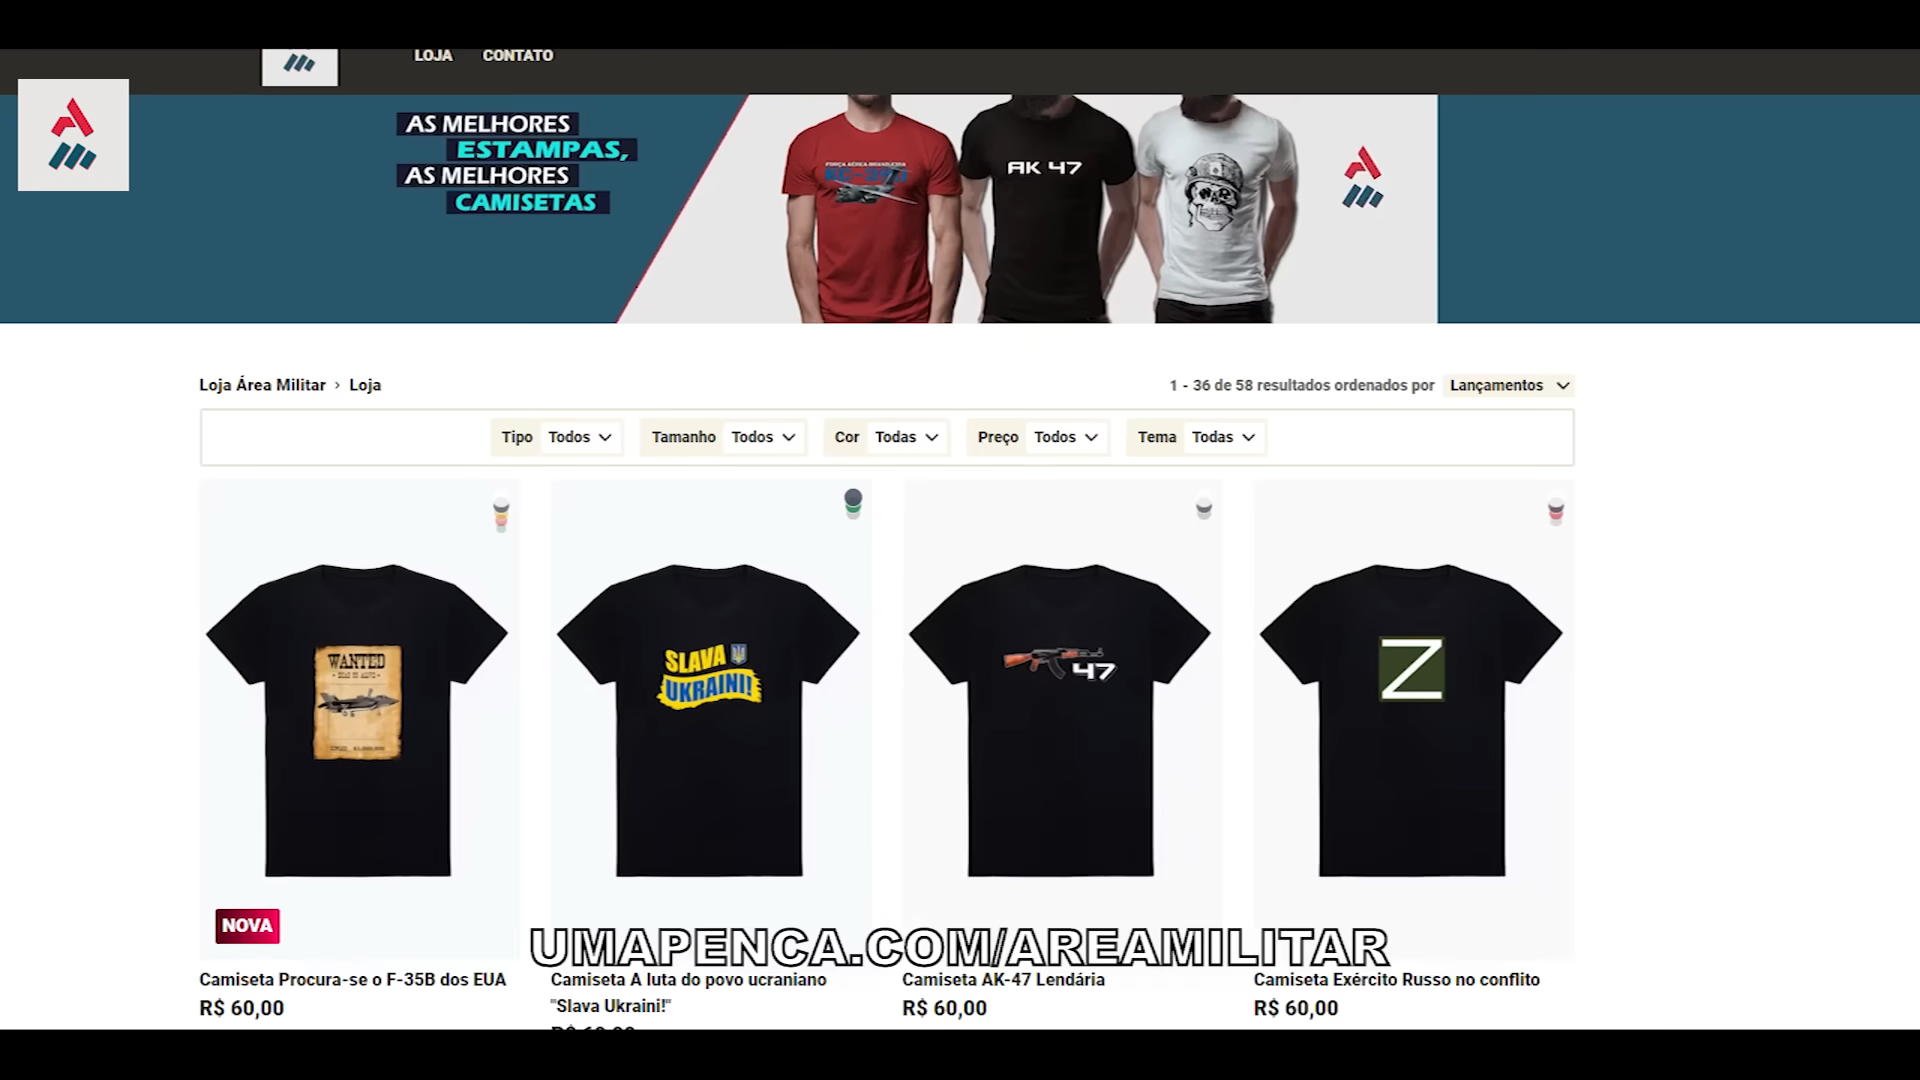 LOJA CONTATO
AS MELHORES
ESTAMPAS,
AS MELHORES
CAMISETAS
FORÇA AÉREA BRASILEIRA
AK 47
Loja Área Militar › Loja
1 - 36 de 58 resultados ordenados por Lançamentos
Tipo Todos Tamanho Todos Cor Todas Preço Todos Tema Todas
WANTED
SLAVA
UKRAINI!
47
Z
NOVA
UMAPENCA.COM/AREAMILITAR
Camiseta Procura-se o F-35B dos EUA
R$ 60,00
Camiseta A luta do povo ucraniano
"Slava Ukraini!"
Camiseta AK-47 Lendária
R$ 60,00
Camiseta Exército Russo no conflito
R$ 60,00